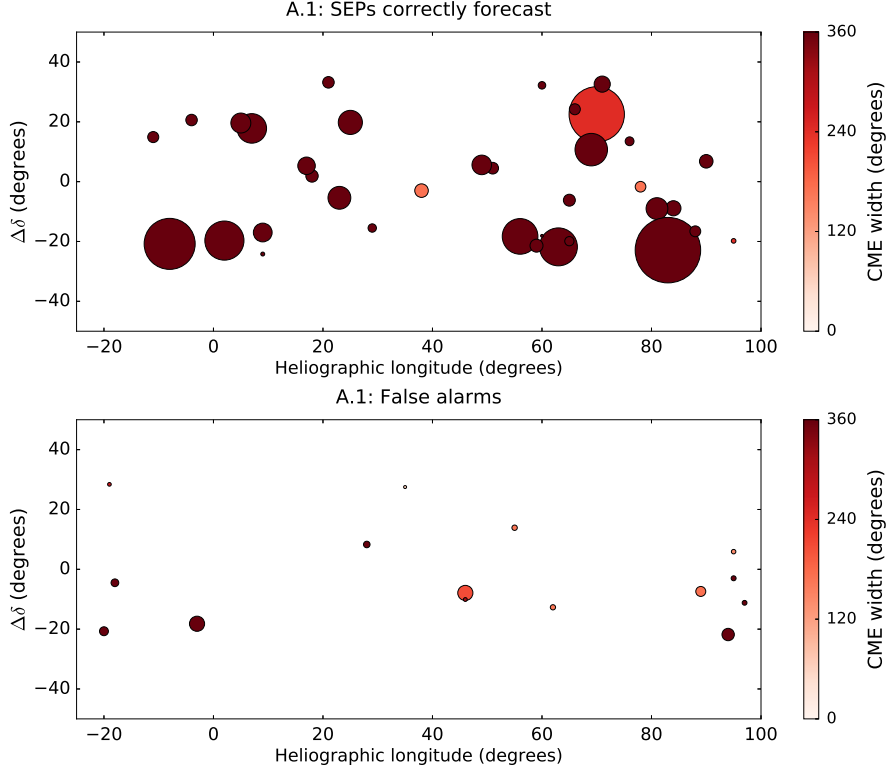 A.1: SEPs correctly forecast
40
20
0
−20
−40
Δδ (degrees)
−20 0 20 40 60 80 100
Heliographic longitude (degrees)
360
240
120
0
CME width (degrees)
A.1: False alarms
40
20
0
−20
−40
Δδ (degrees)
−20 0 20 40 60 80 100
Heliographic longitude (degrees)
360
240
120
0
CME width (degrees)